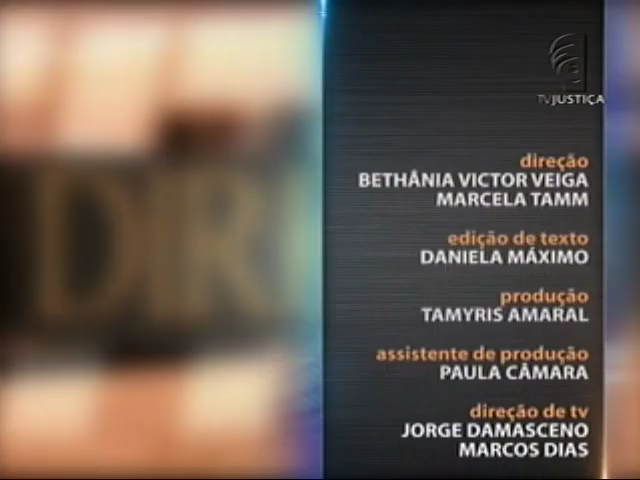 TV JUSTIÇA
DIR
direção
BETHÂNIA VICTOR VEIGA
MARCELA TAMM
edição de texto
DANIELA MÁXIMO
produção
TAMYRIS AMARAL
assistente de produção
PAULA CÂMARA
direção de tv
JORGE DAMASCENO
MARCOS DIAS